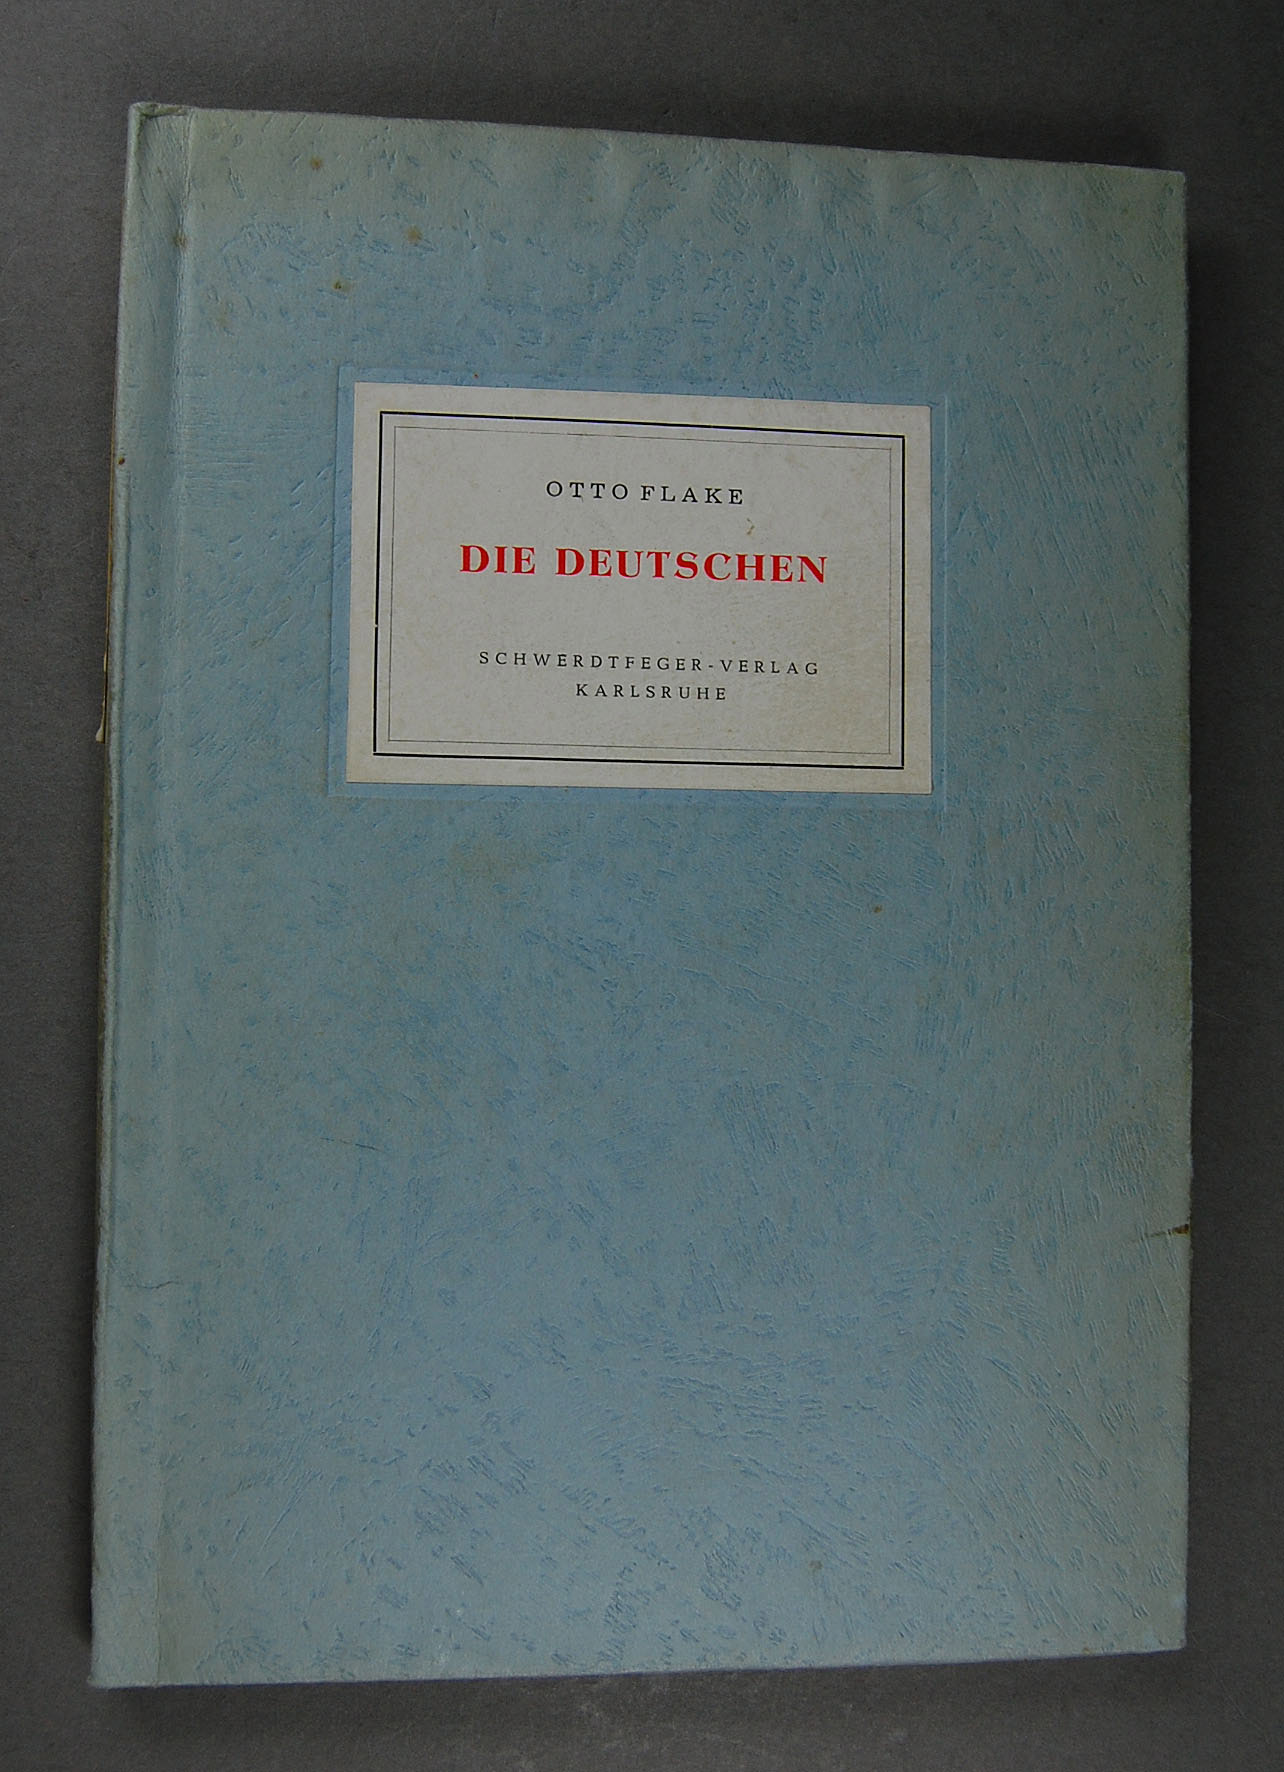 OTTO FLAKE
DIE DEUTSCHEN
SCHWERDTFEGER-VERLAG
KARLSRUHE